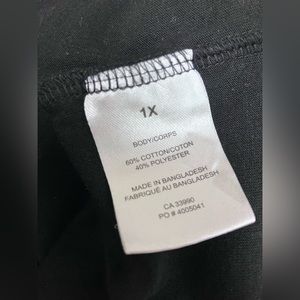 1X
BODY/CORPS
60% COTTON/COTON
40% POLYESTER
MADE IN BANGLADESH
FABRIQUÉ AU BANGLADESH
CA 33990
PO # 4005041